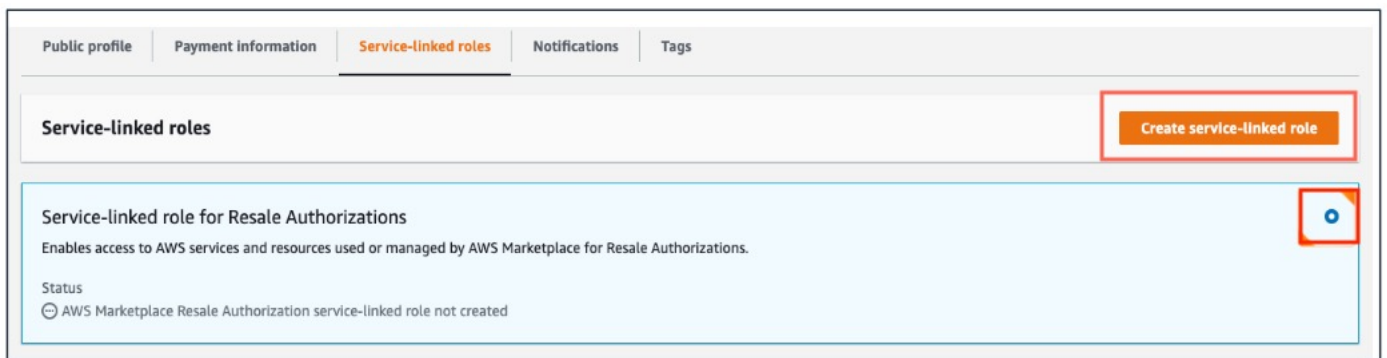 Public profile
Payment information
Service-linked roles
Notifications
Tags
Service-linked roles
Create service-linked role
Service-linked role for Resale Authorizations
Enables access to AWS services and resources used or managed by AWS Marketplace for Resale Authorizations.
Status
AWS Marketplace Resale Authorization service-linked role not created